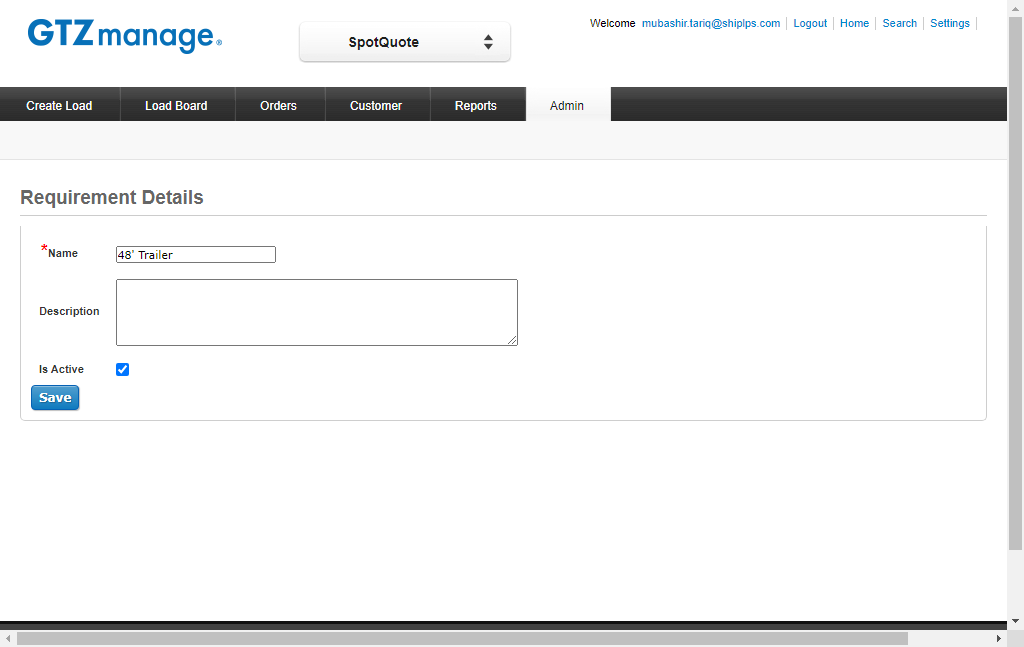 GTZmanage®
SpotQuote
Welcome mubashir.tariq@shiplps.com Logout Home Search Settings
Create Load Load Board Orders Customer Reports Admin
Requirement Details
*Name 48' Trailer
Description
Is Active
Save